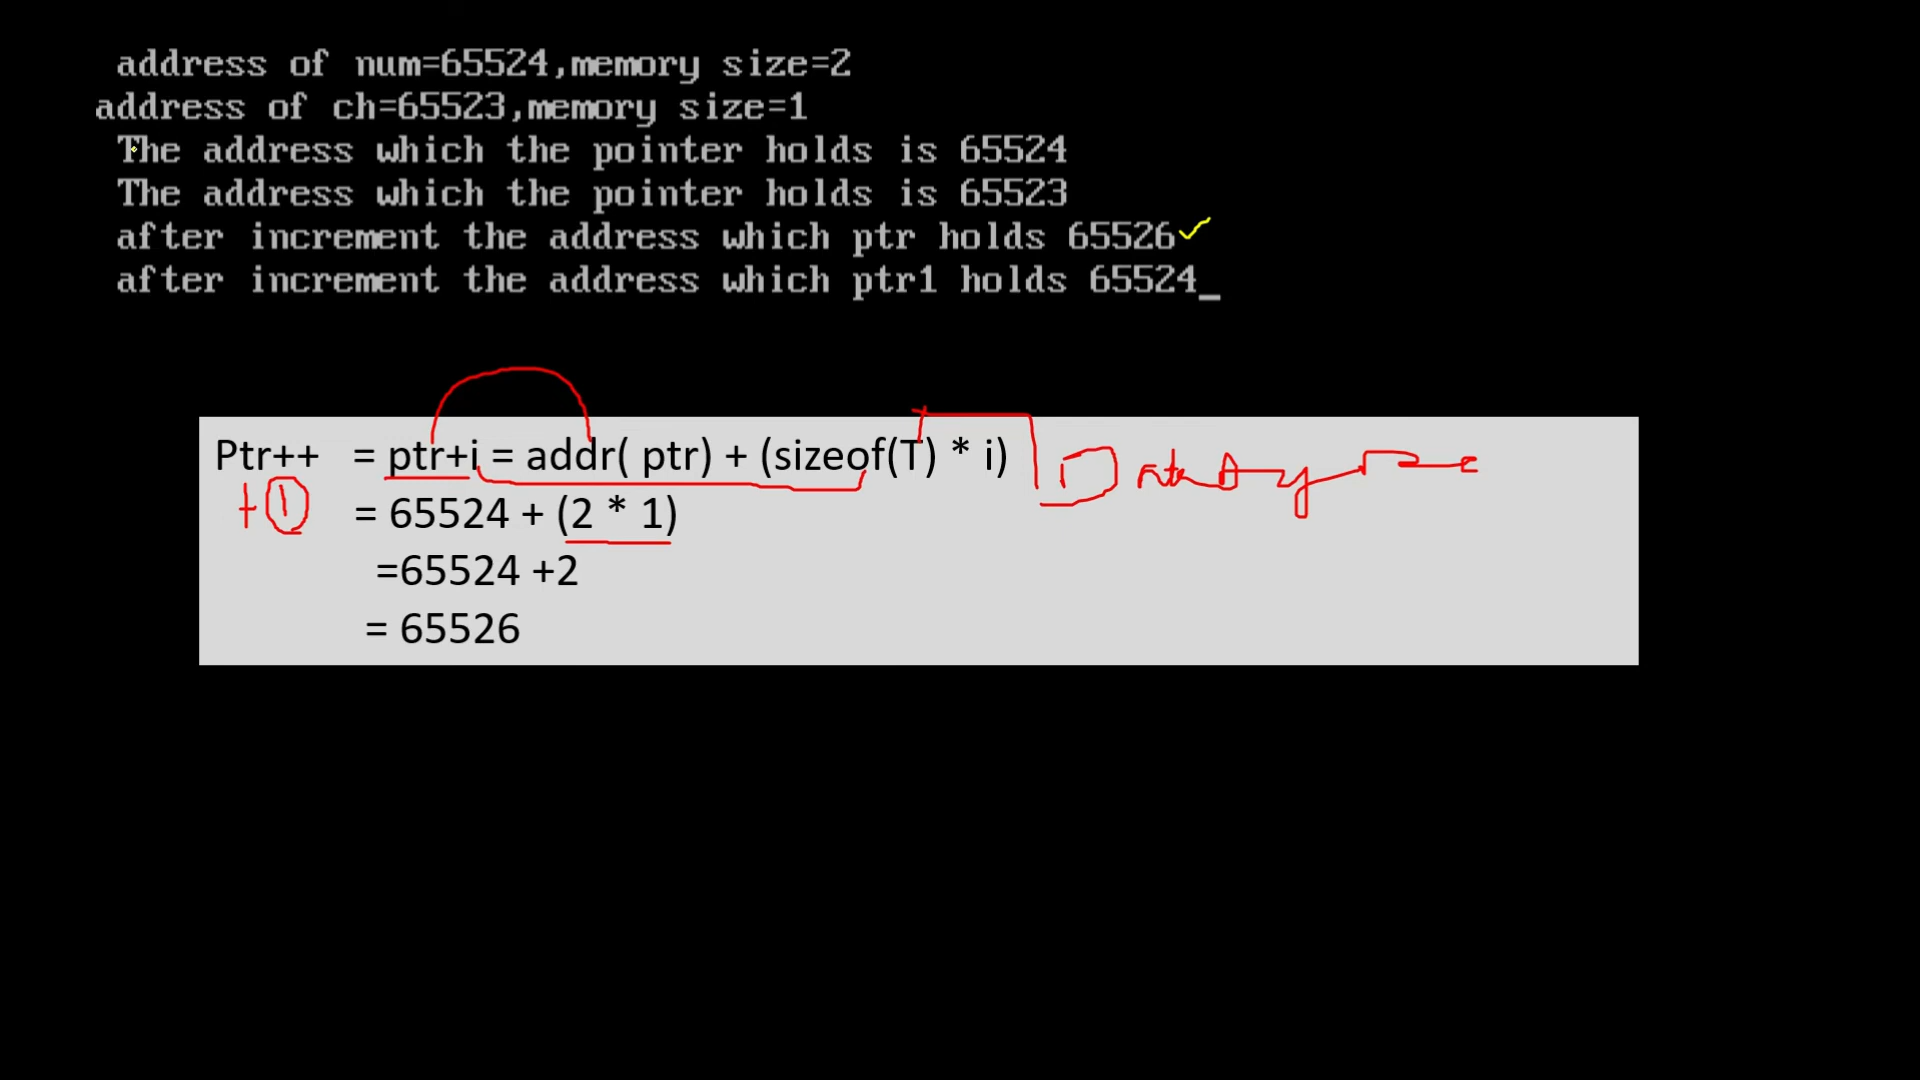 address of num=65524,memory size=2
address of ch=65523,memory size=1
The address which the pointer holds is 65524
The address which the pointer holds is 65523
after increment the address which ptr holds 65526
after increment the address which ptr1 holds 65524_
Ptr++ = ptr+i = addr( ptr) + (sizeof(T) * i)
+1 = 65524 + (2 * 1)
=65524 +2
= 65526